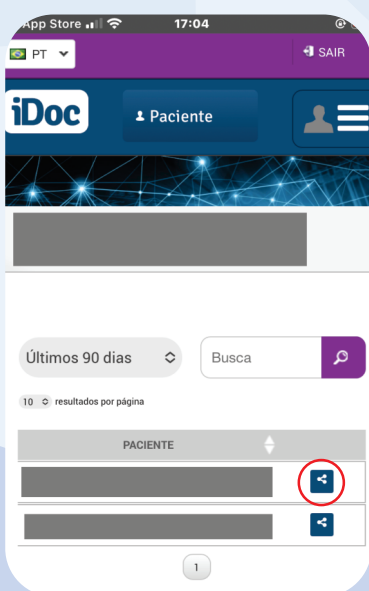 App Store 17:04
PT SAIR
iDoc Paciente
Últimos 90 dias Busca
10 resultados por página
PACIENTE
1